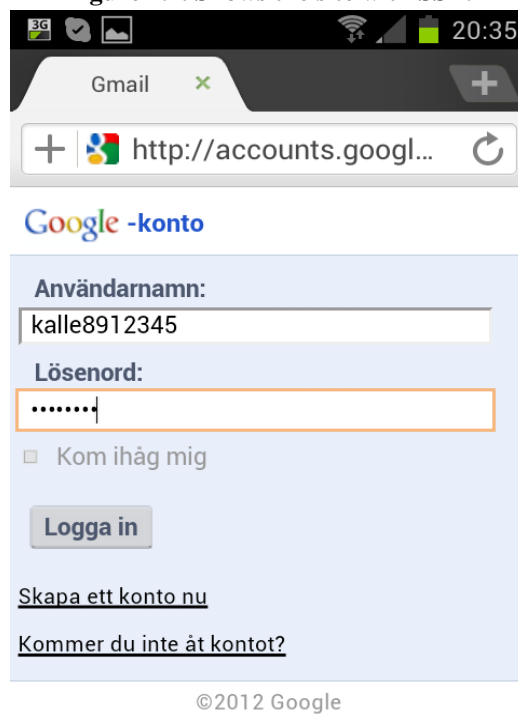 3G 20:35
Gmail ×
http://accounts.googl...
Google -konto
Användarnamn:
kalle8912345
Lösenord:
••••••••
Kom ihåg mig
Logga in
Skapa ett konto nu
Kommer du inte åt kontot?
©2012 Google